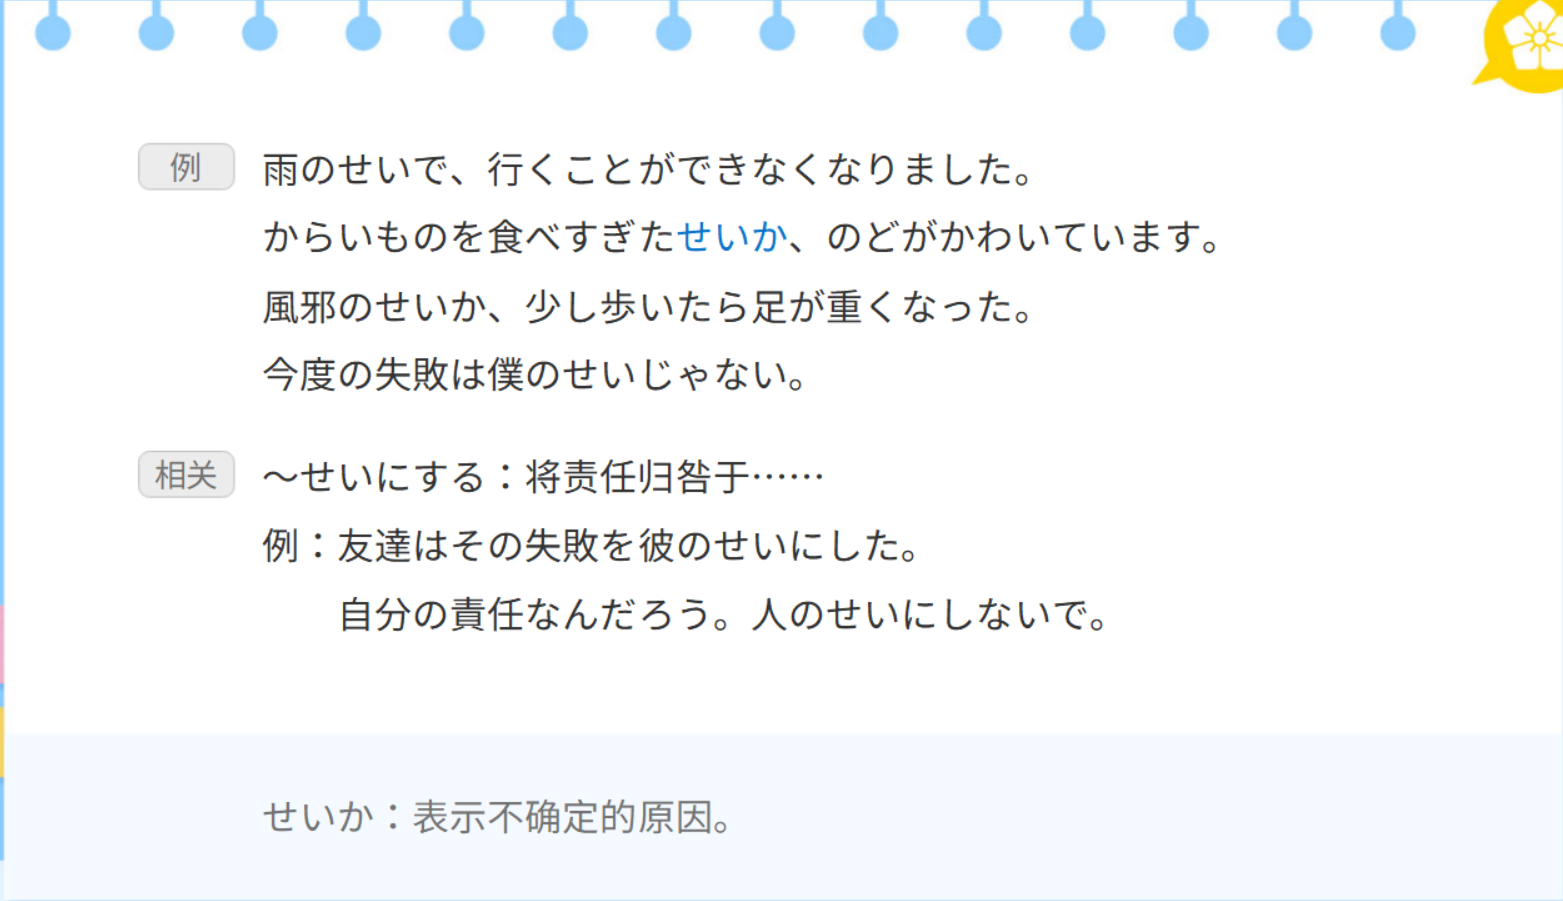 例 雨のせいで、行くことができなくなりました。
からいものを食べすぎたせいか、のどがかわいています。
風邪のせいか、少し歩いたら足が重くなった。
今度の失敗は僕のせいじゃない。
相关 ～せいにする：将责任归咎于……
例：友達はその失敗を彼のせいにした。
自分の責任なんだろう。人のせいにしないで。
せいか：表示不确定的原因。